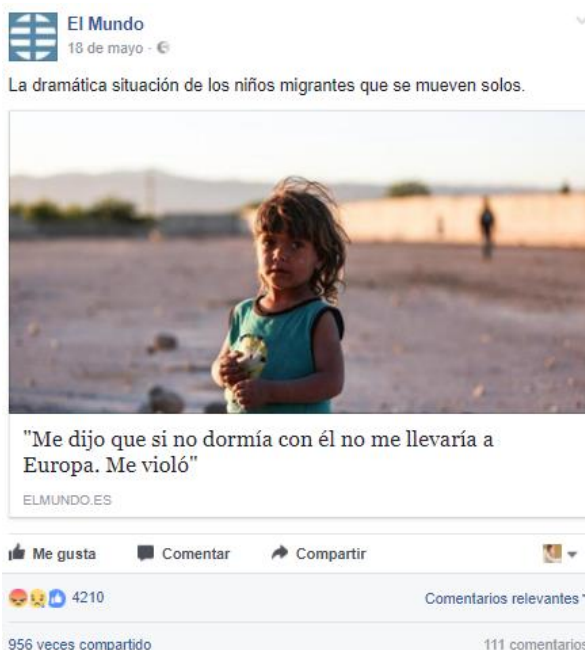 El Mundo
18 de mayo ·
La dramática situación de los niños migrantes que se mueven solos.
"Me dijo que si no dormía con él no me llevaría a
Europa. Me violó"
ELMUNDO.ES
Me gusta Comentar Compartir
4210 Comentarios relevantes
956 veces compartido 111 comentarios